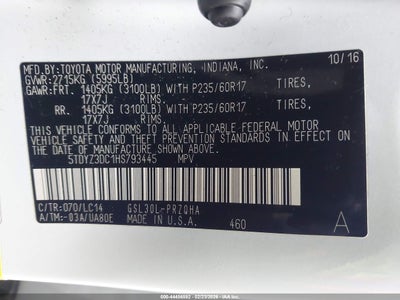 MFD.BY:TOYOTA MOTOR MANUFACTURING, INDIANA, INC. 10/16
GVWR:2715KG (5995LB)
GAWR:FRT. 1405KG (3100LB) WITH P235/60R17 TIRES,
17X7J RIMS.
RR. 1405KG (3100LB) WITH P235/60R17 TIRES,
17X7J RIMS.
THIS VEHICLE CONFORMS TO ALL APPLICABLE FEDERAL MOTOR
VEHICLE SAFETY AND THEFT PREVENTION STANDARDS
IN EFFECT ON THE DATE OF MANUFACTURE SHOWN ABOVE.
5TDYZ3DC1HS793445 MPV
C/TR:070/LC14 GSL30L-PRZQHA
A/TM:-03A/UA80E MADE IN U.S.A. 460 A